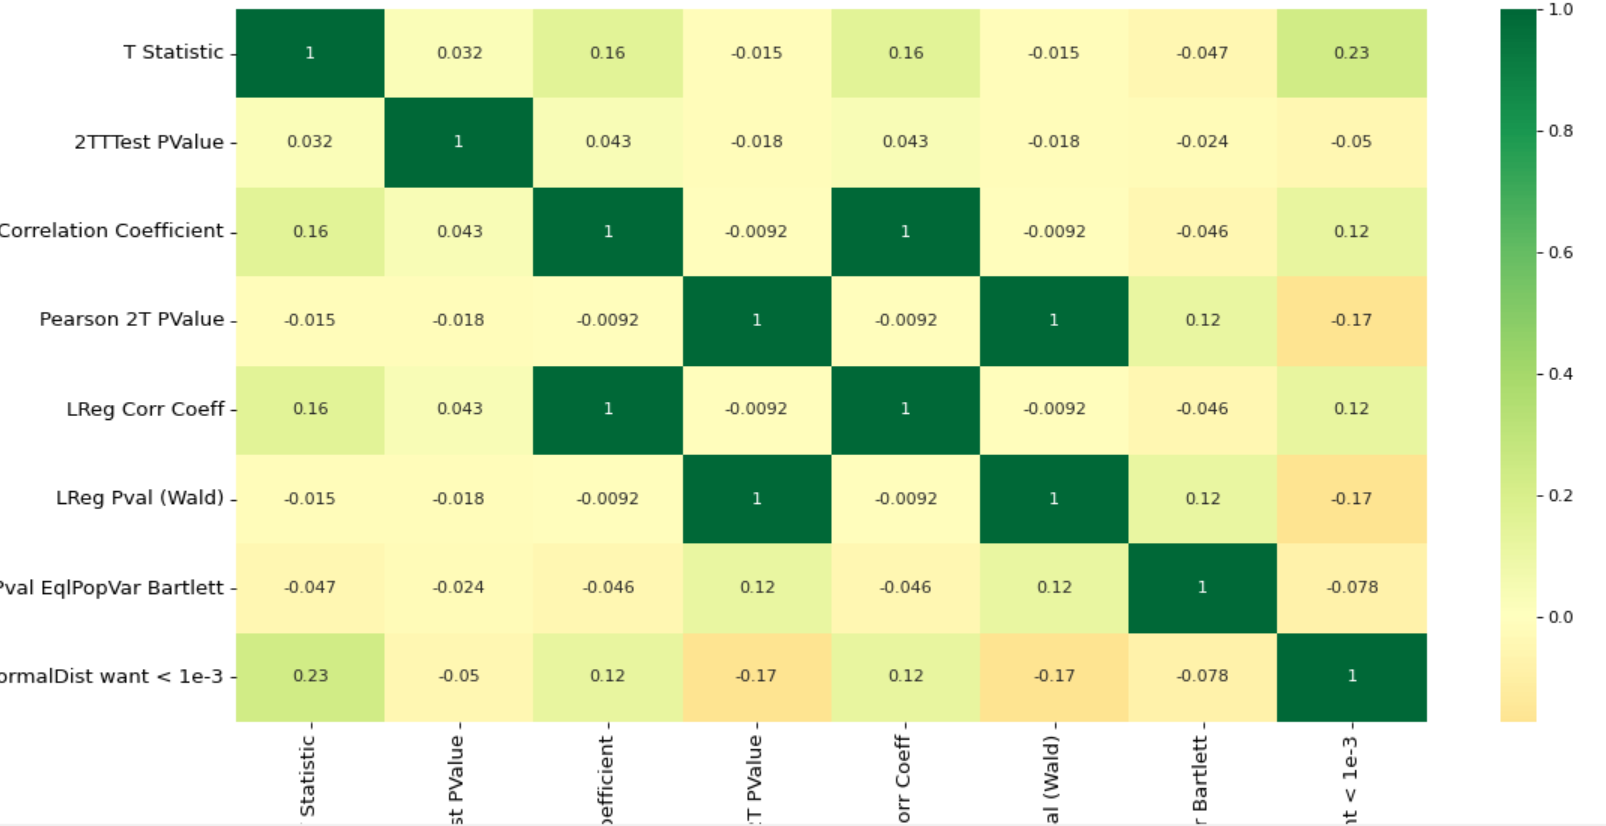 T Statistic 1 0.032 0.16 -0.015 0.16 -0.015 -0.047 0.23
2TTTest PValue 0.032 1 0.043 -0.018 0.043 -0.018 -0.024 -0.05
Correlation Coefficient 0.16 0.043 1 -0.0092 1 -0.0092 -0.046 0.12
Pearson 2T PValue -0.015 -0.018 -0.0092 1 -0.0092 1 0.12 -0.17
LReg Corr Coeff 0.16 0.043 1 -0.0092 1 -0.0092 -0.046 0.12
LReg Pval (Wald) -0.015 -0.018 -0.0092 1 -0.0092 1 0.12 -0.17
Pval EqlPopVar Bartlett -0.047 -0.024 -0.046 0.12 -0.046 0.12 1 -0.078
ormalDist want < 1e-3 0.23 -0.05 0.12 -0.17 0.12 -0.17 -0.078 1
Statistic
st PValue
oefficient
T PValue
orr Coeff
al (Wald)
r Bartlett
nt < 1e-3
1.0
0.8
0.6
0.4
0.2
0.0